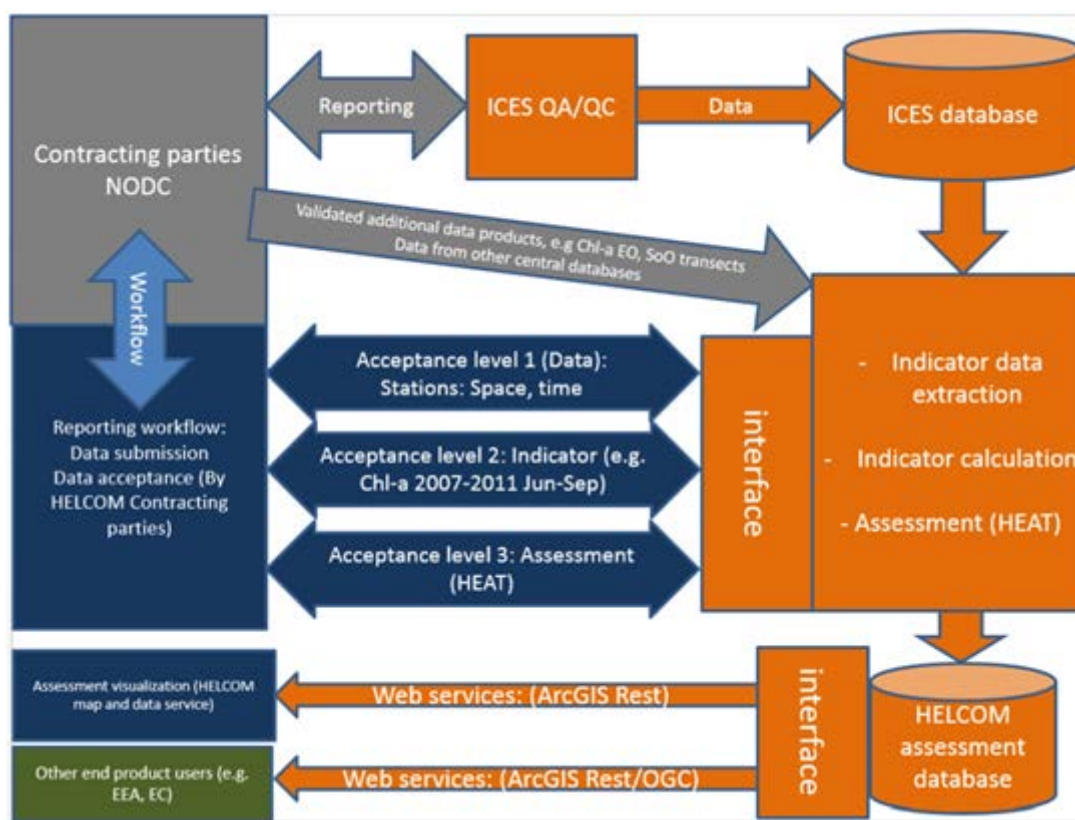 Contracting parties
NODC
Reporting
ICES QA/QC
Data
ICES database
Validated additional data products, e.g Chl-a EO, SoO transects
Data from other central databases
Workflow
Reporting workflow:
Data submission
Data acceptance (By
HELCOM Contracting
parties)
Acceptance level 1 (Data):
Stations: Space, time
Acceptance level 2: Indicator (e.g.
Chl-a 2007-2011 Jun-Sep)
Acceptance level 3: Assessment
(HEAT)
interface
- Indicator data
extraction
- Indicator calculation
- Assessment (HEAT)
Assessment visualization (HELCOM
map and data service)
Web services: (ArcGIS Rest)
interface
HELCOM
assessment
database
Other end product users (e.g.
EEA, EC)
Web services: (ArcGIS Rest/OGC)